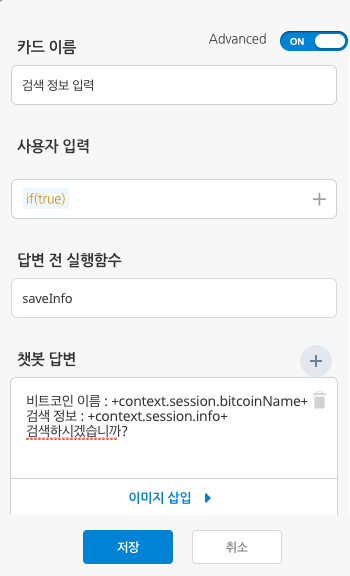 Advanced
ON
카드 이름
검색 정보 입력
사용자 입력
if(true)
답변 전 실행함수
saveInfo
챗봇 답변
비트코인 이름 : +context.session.bitcoinName+
검색 정보 : +context.session.info+
검색하시겠습니까?
이미지 삽입
저장
취소